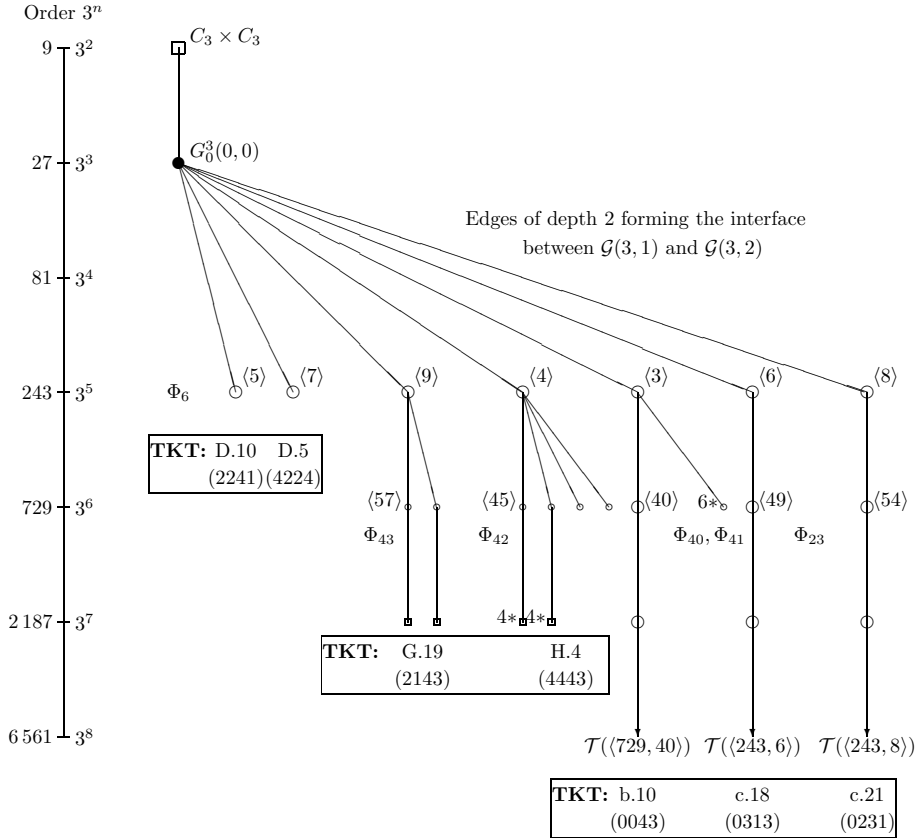 Order 3^n
9 3^2 C_3 × C_3
27 3^3 G_0^3(0,0)
Edges of depth 2 forming the interface
between 𝒢(3,1) and 𝒢(3,2)
81 3^4
⟨5⟩ ⟨7⟩ ⟨9⟩ ⟨4⟩ ⟨3⟩ ⟨6⟩ ⟨8⟩
243 3^5 Φ_6
TKT: D.10 D.5
(2241) (4224)
729 3^6 ⟨57⟩ ⟨45⟩ ⟨40⟩ 6∗ ⟨49⟩ ⟨54⟩
Φ_43 Φ_42 Φ_40, Φ_41 Φ_23
2 187 3^7 4∗ 4∗
TKT: G.19 H.4
(2143) (4443)
6 561 3^8 𝒯(⟨729, 40⟩) 𝒯(⟨243, 6⟩) 𝒯(⟨243, 8⟩)
TKT: b.10 c.18 c.21
(0043) (0313) (0231)